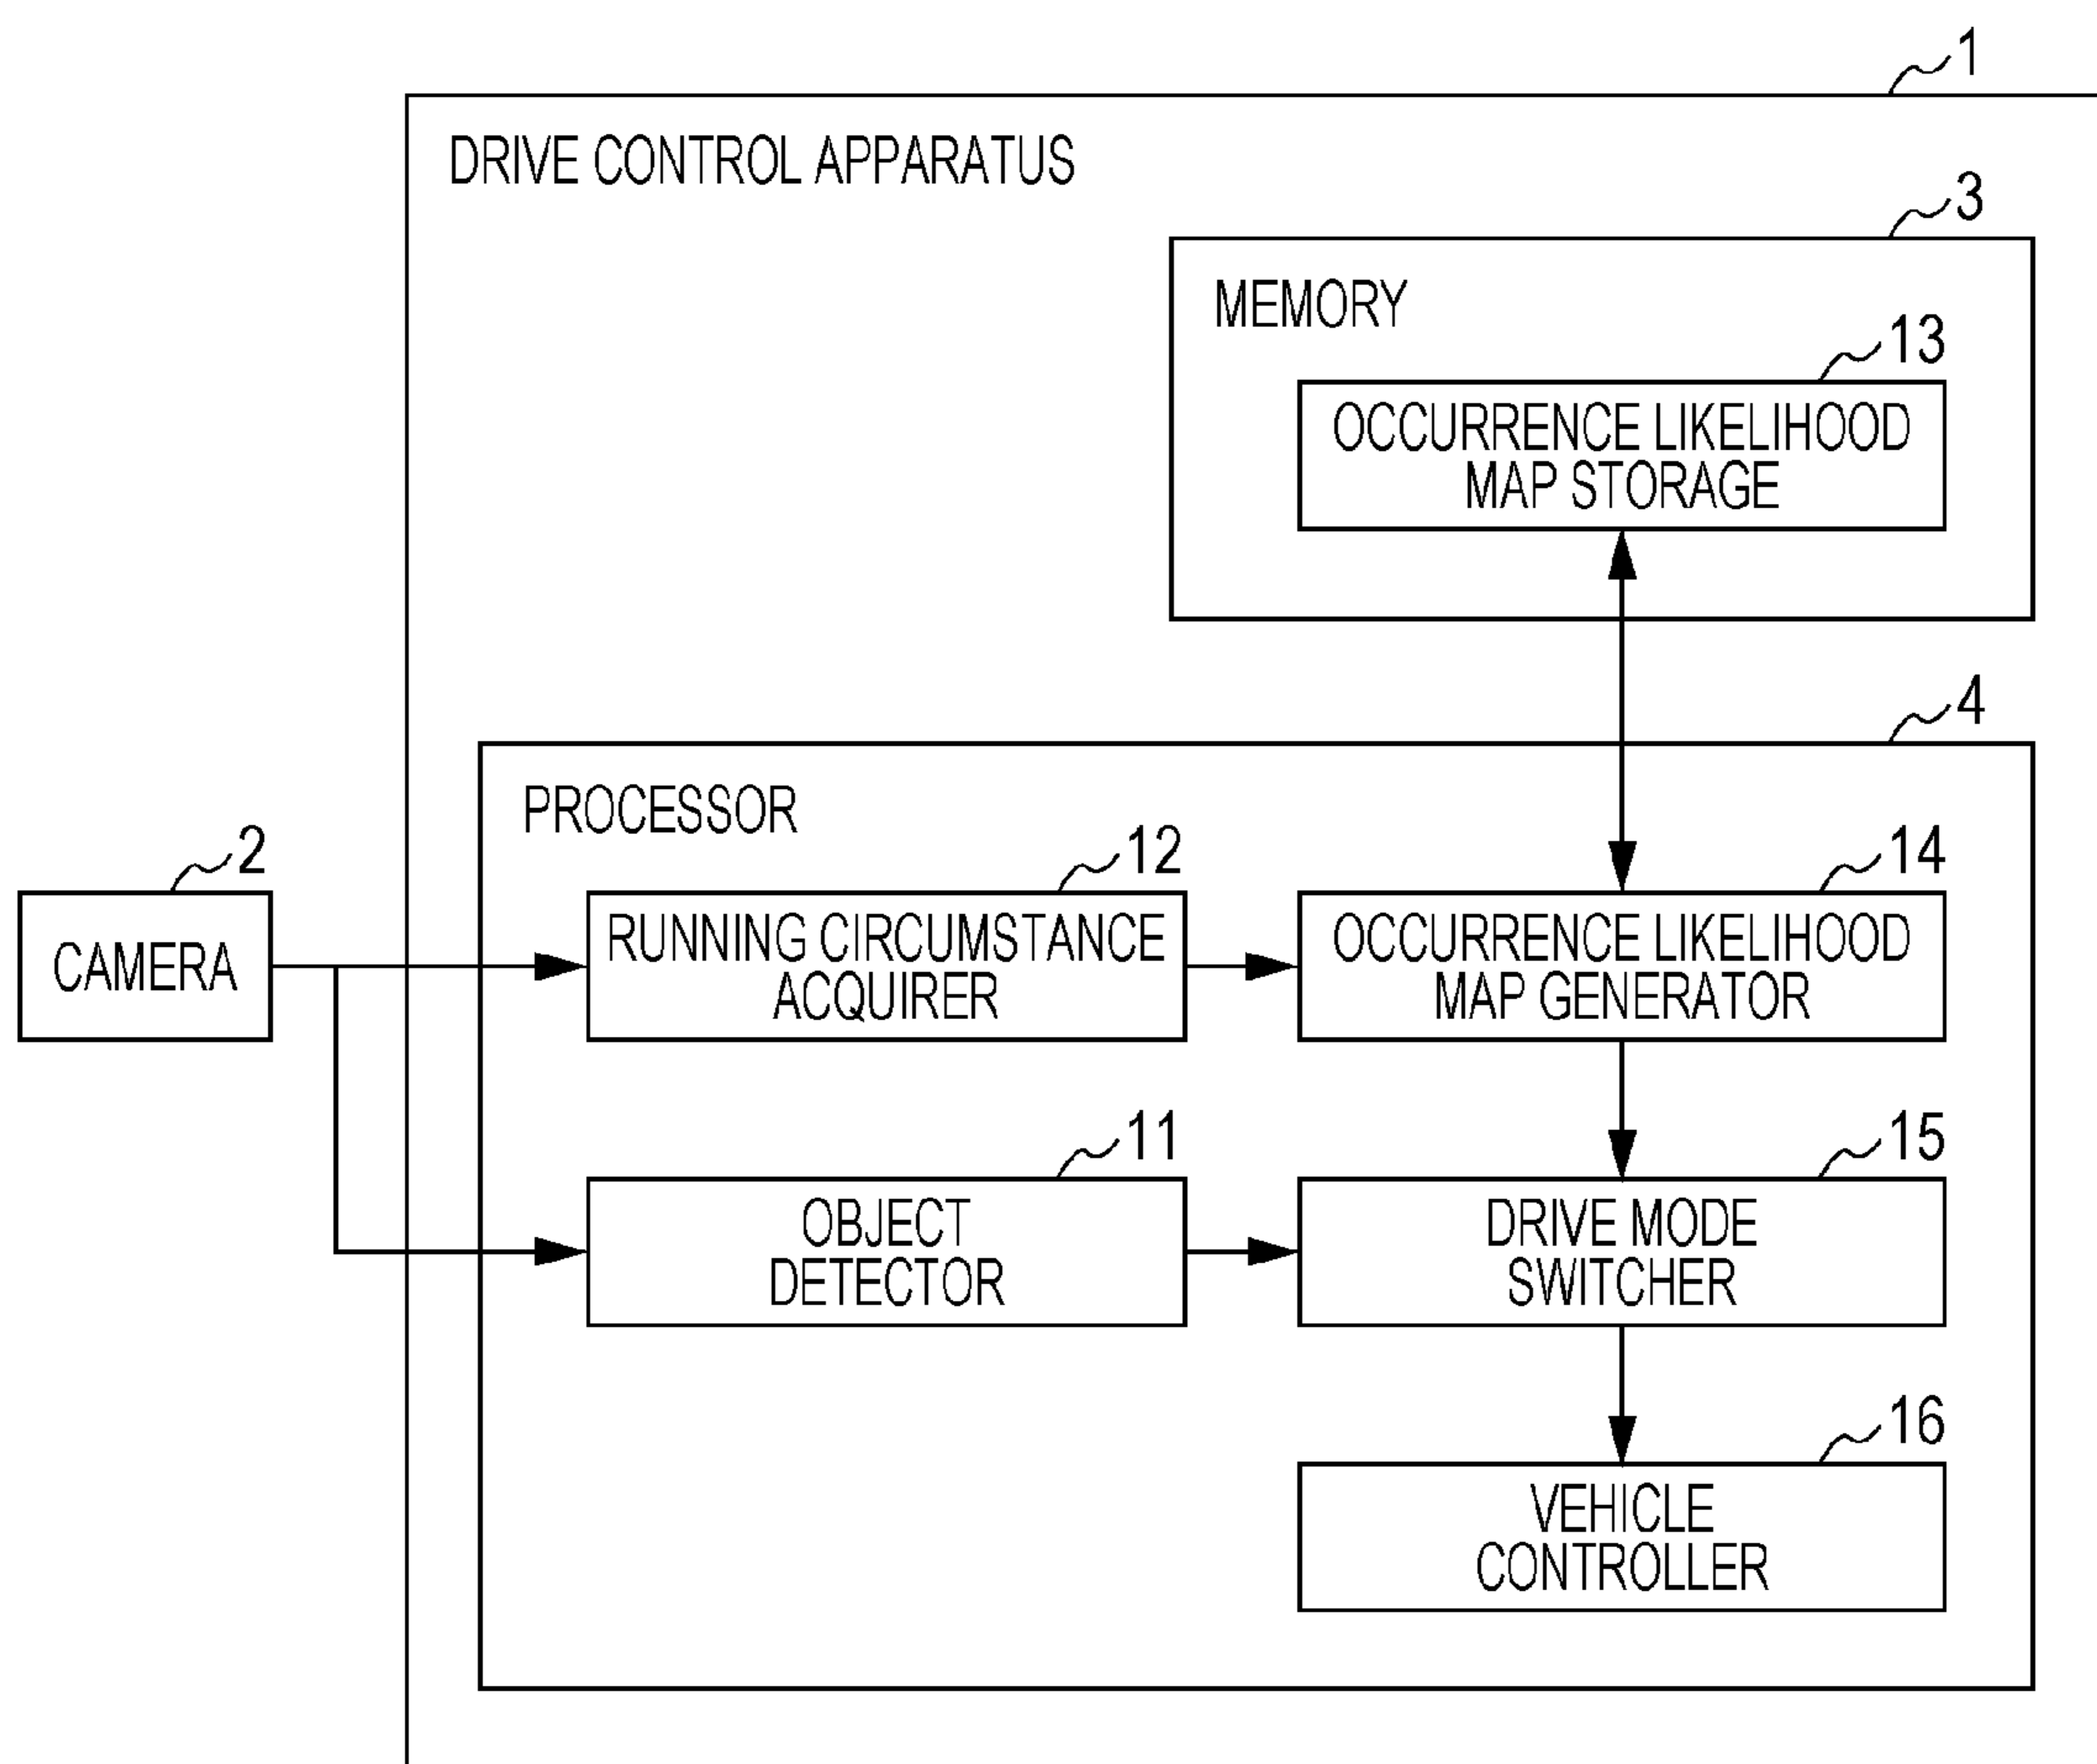 1
DRIVE CONTROL APPARATUS
3
MEMORY
13
OCCURRENCE LIKELIHOOD
MAP STORAGE
4
PROCESSOR
2
CAMERA
12
RUNNING CIRCUMSTANCE
ACQUIRER
14
OCCURRENCE LIKELIHOOD
MAP GENERATOR
11
OBJECT
DETECTOR
15
DRIVE MODE
SWITCHER
16
VEHICLE
CONTROLLER